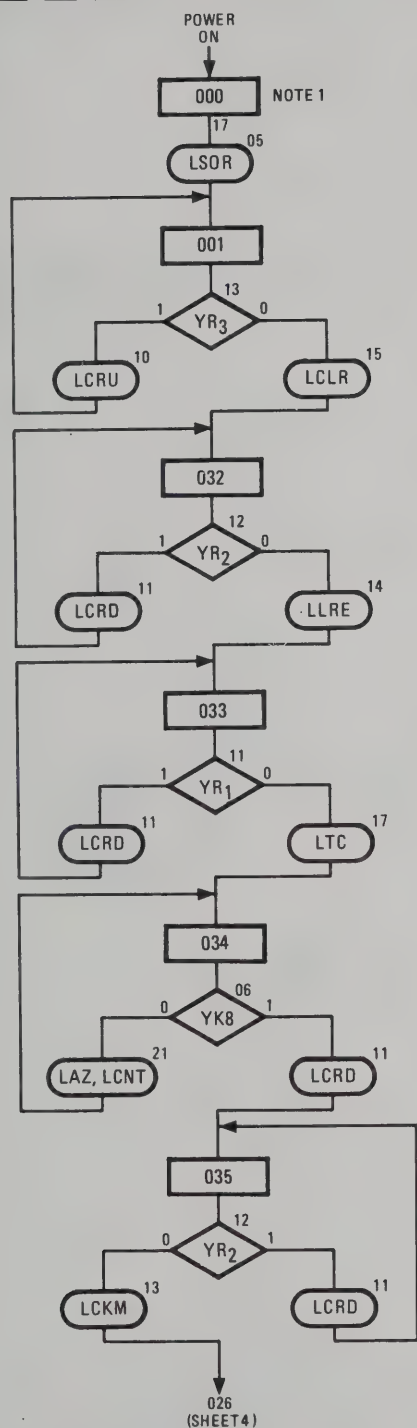 POWER
ON
000 NOTE 1
17
05
LSOR
001
13
1 YR3 0
10 15
LCRU LCLR
032
12
1 YR2 0
11 14
LCRD LLRE
033
11
1 YR1 0
11 17
LCRD LTC
034
06
0 YK8 1
21 11
LAZ, LCNT LCRD
035
12
0 YR2 1
13 11
LCKM LCRD
026
(SHEET 4)